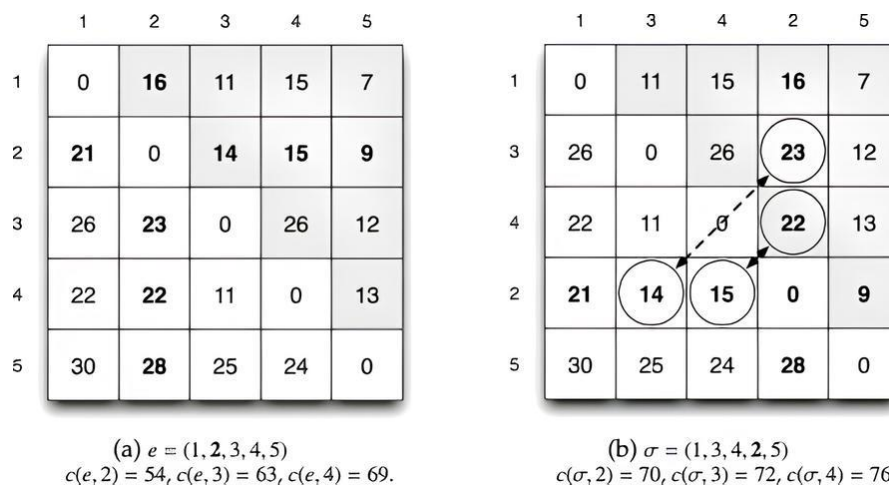 1 2 3 4 5
1 0 16 11 15 7
2 21 0 14 15 9
3 26 23 0 26 12
4 22 22 11 0 13
5 30 28 25 24 0
(a) e = (1, 2, 3, 4, 5)
c(e, 2) = 54, c(e, 3) = 63, c(e, 4) = 69.
1 3 4 2 5
1 0 11 15 16 7
3 26 0 26 23 12
4 22 11 0 22 13
2 21 14 15 0 9
5 30 25 24 28 0
(b) σ = (1, 3, 4, 2, 5)
c(σ, 2) = 70, c(σ, 3) = 72, c(σ, 4) = 76